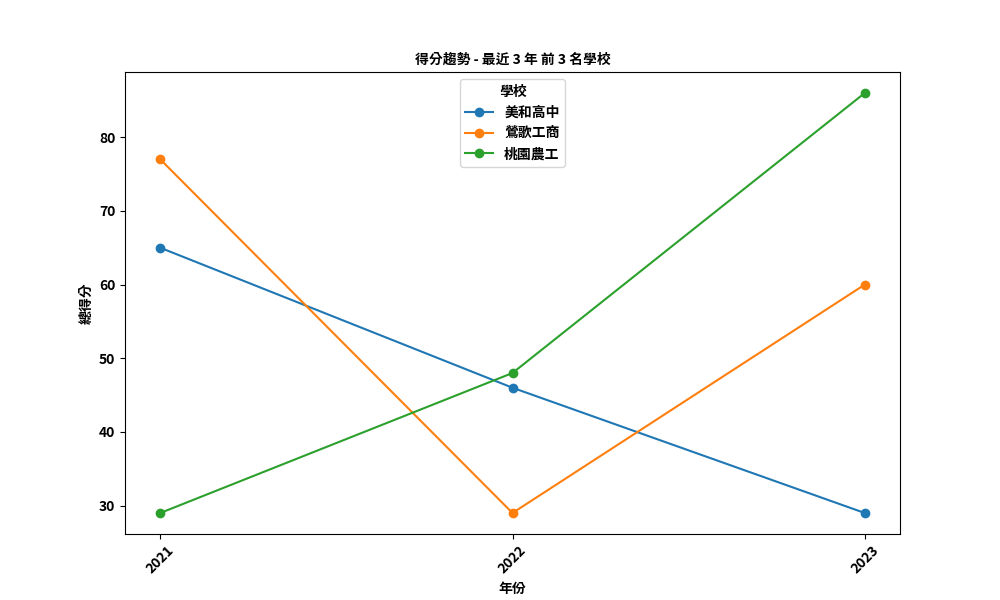 得分趨勢 - 最近 3 年 前 3 名學校
學校
美和高中
鶯歌工商
桃園農工
總得分
80
70
60
50
40
30
2021
2022
2023
年份